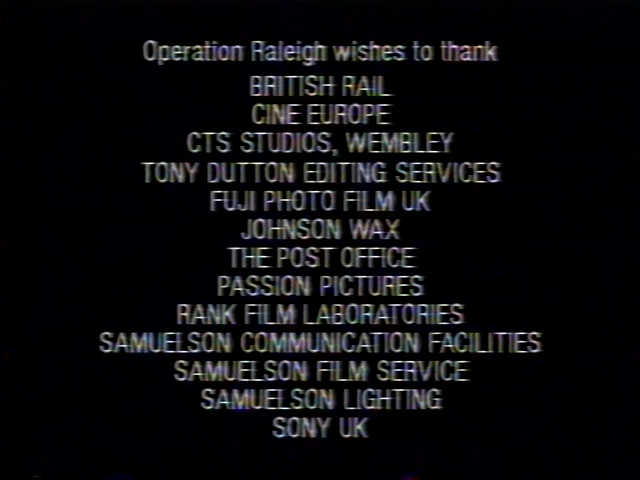 Operation Raleigh wishes to thank
BRITISH RAIL
CINE EUROPE
CTS STUDIOS, WEMBLEY
TONY DUTTON EDITING SERVICES
FUJI PHOTO FILM UK
JOHNSON WAX
THE POST OFFICE
PASSION PICTURES
RANK FILM LABORATORIES
SAMUELSON COMMUNICATION FACILITIES
SAMUELSON FILM SERVICE
SAMUELSON LIGHTING
SONY UK